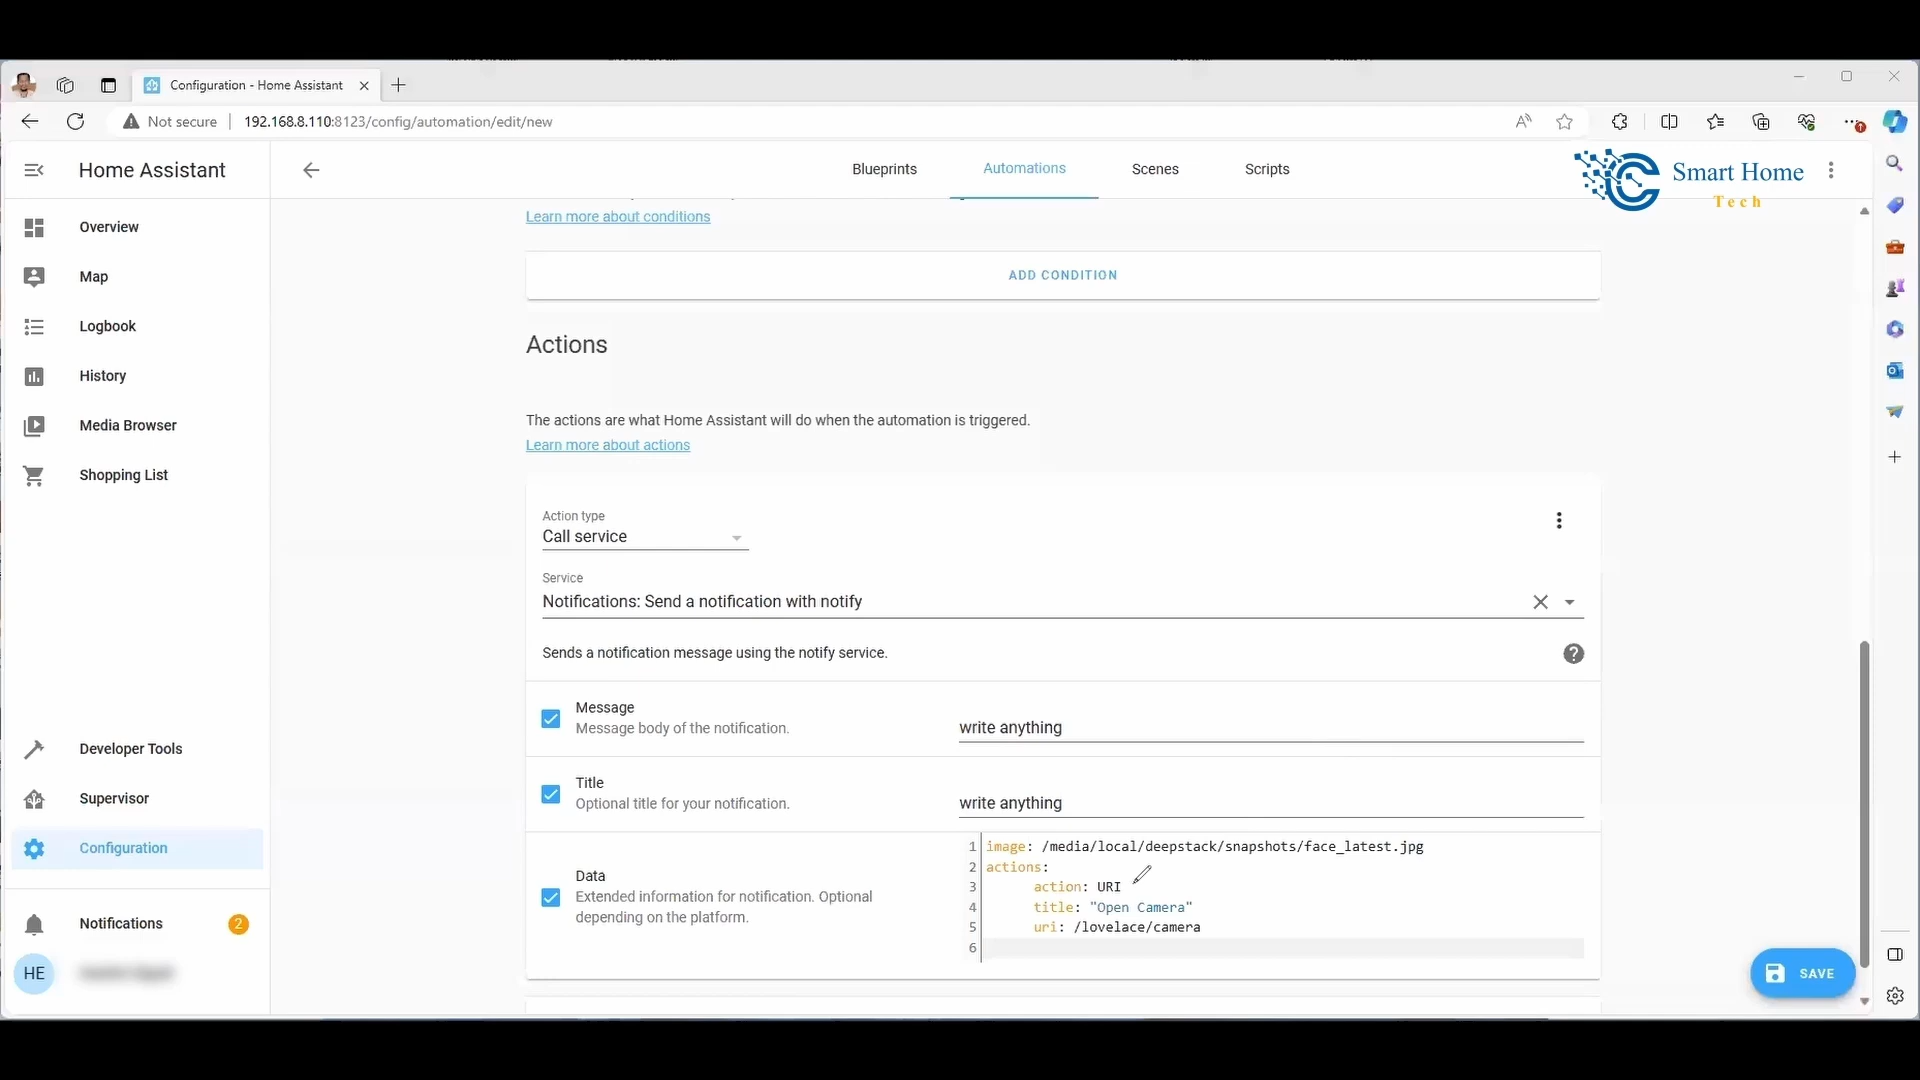 Configuration - Home Assistant
Not secure
192.168.8.110:8123/config/automation/edit/new
Home Assistant
Blueprints
Automations
Scenes
Scripts
Smart Home
Tech
Overview
Map
Logbook
History
Media Browser
Shopping List
Developer Tools
Supervisor
Configuration
Notifications
2
HE
Learn more about conditions
ADD CONDITION
Actions
The actions are what Home Assistant will do when the automation is triggered.
Learn more about actions
Action type
Call service
Service
Notifications: Send a notification with notify
Sends a notification message using the notify service.
Message
Message body of the notification.
write anything
Title
Optional title for your notification.
write anything
Data
Extended information for notification. Optional
depending on the platform.
1 image: /media/local/deepstack/snapshots/face_latest.jpg
2 actions:
3 action: URI
4 title: "Open Camera"
5 uri: /lovelace/camera
6
SAVE